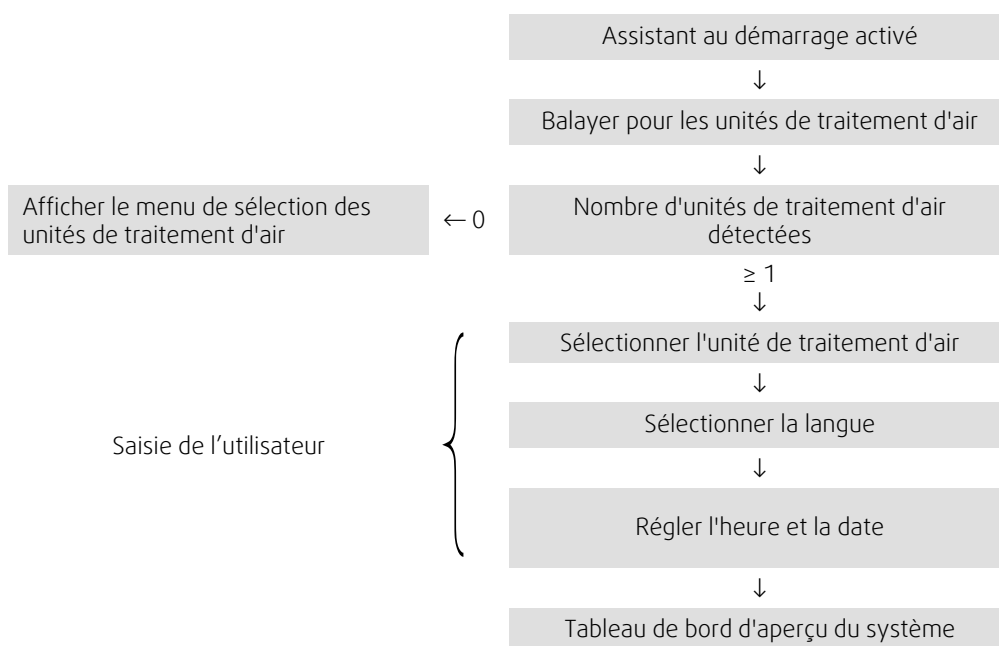 Assistant au démarrage activé
↓
Balayer pour les unités de traitement d'air
↓
Afficher le menu de sélection des
unités de traitement d'air
← 0
Nombre d'unités de traitement d'air
détectées
≥ 1
↓
Sélectionner l'unité de traitement d'air
↓
Sélectionner la langue
Saisie de l’utilisateur
↓
Régler l'heure et la date
↓
Tableau de bord d'aperçu du système